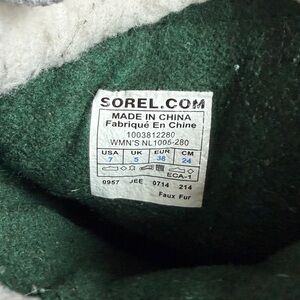 SOREL.COM
MADE IN CHINA
Fabriqué En Chine
1003812280
WMN'S NL1005-280
USA UK EUR CM
7 5 38 24
ECA-1
0957 JEE 0714 214
Faux Fur